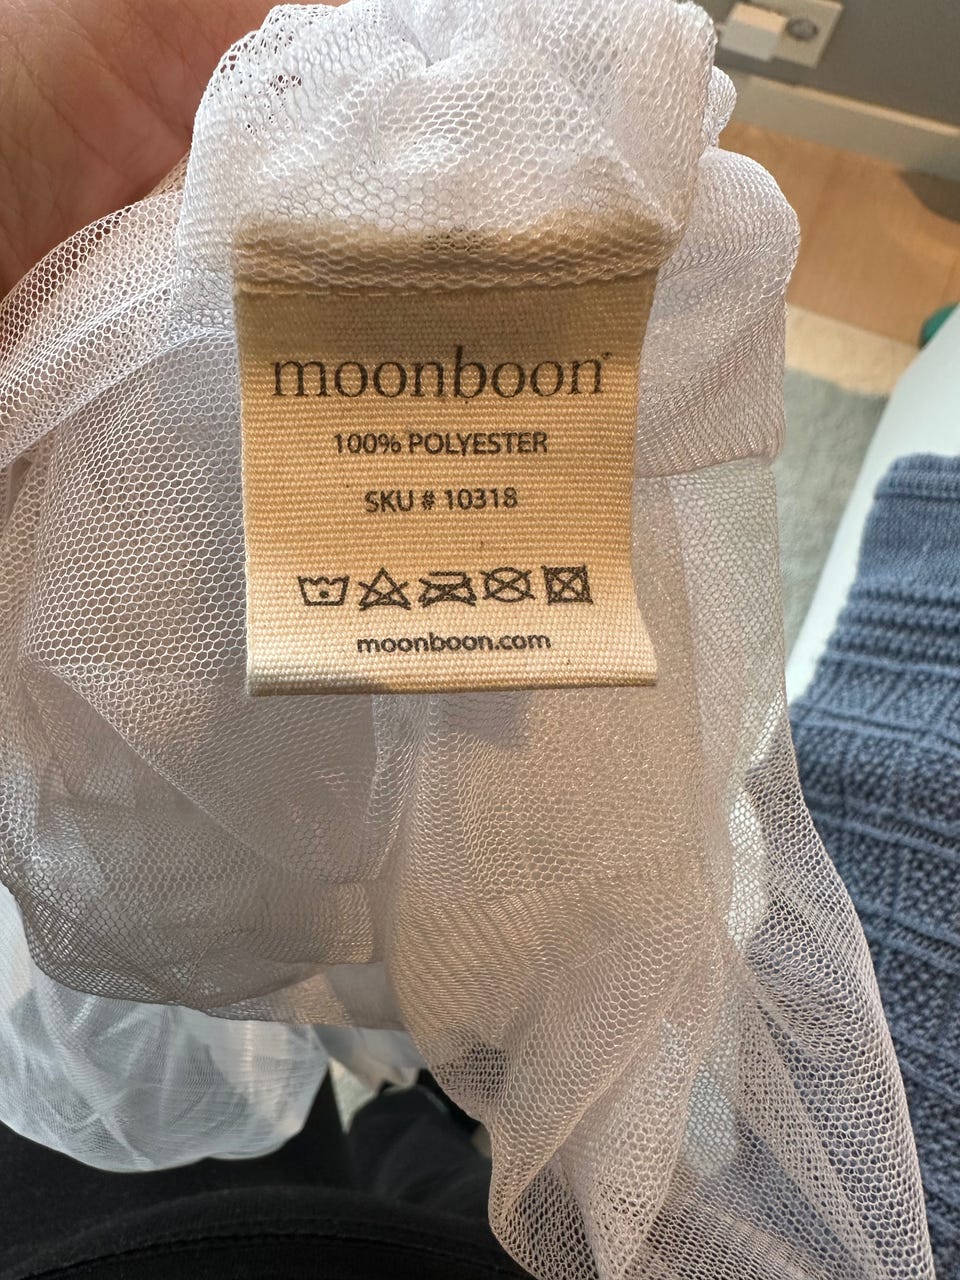 moonboon®
100% POLYESTER
SKU # 10318
moonboon.com